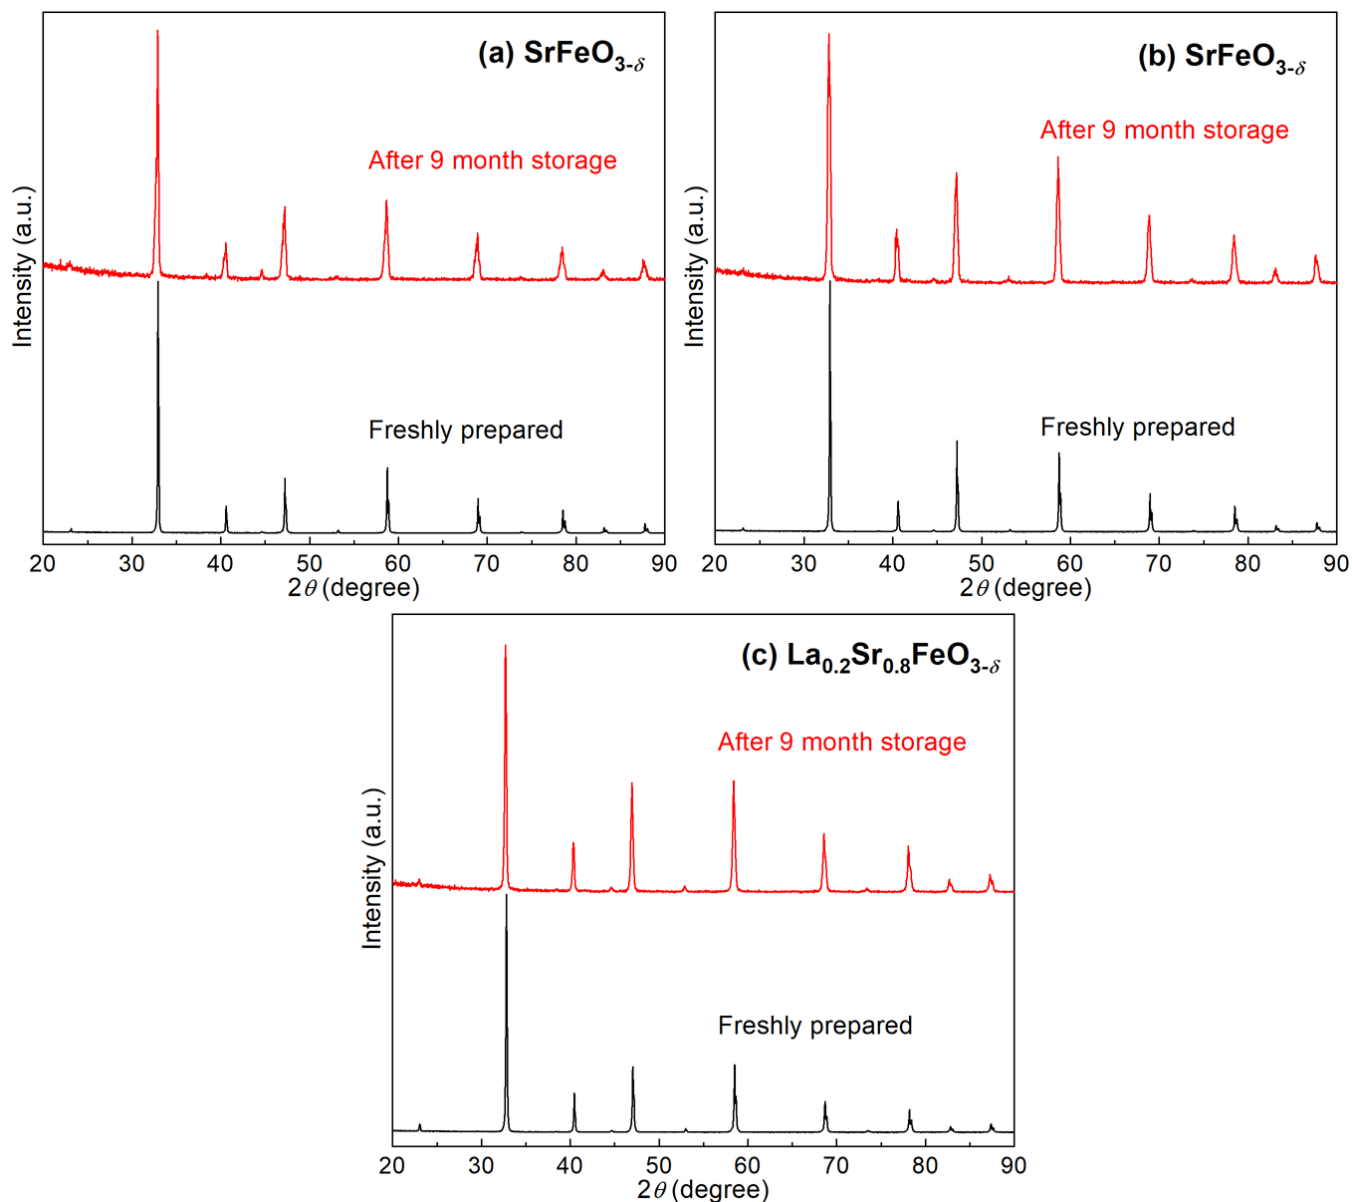 (a) SrFeO3-δ
After 9 month storage
Freshly prepared
Intensity (a.u.)
20 30 40 50 60 70 80 90
2θ (degree)
(b) SrFeO3-δ
After 9 month storage
Freshly prepared
Intensity (a.u.)
20 30 40 50 60 70 80 90
2θ (degree)
(c) La0.2Sr0.8FeO3-δ
After 9 month storage
Freshly prepared
Intensity (a.u.)
20 30 40 50 60 70 80 90
2θ (degree)